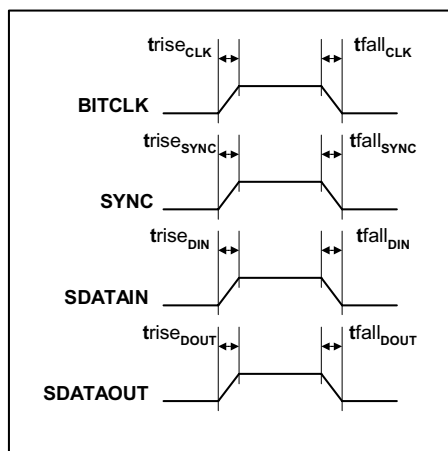 trise_CLK tfall_CLK
BITCLK
trise_SYNC tfall_SYNC
SYNC
trise_DIN tfall_DIN
SDATAIN
trise_DOUT tfall_DOUT
SDATAOUT